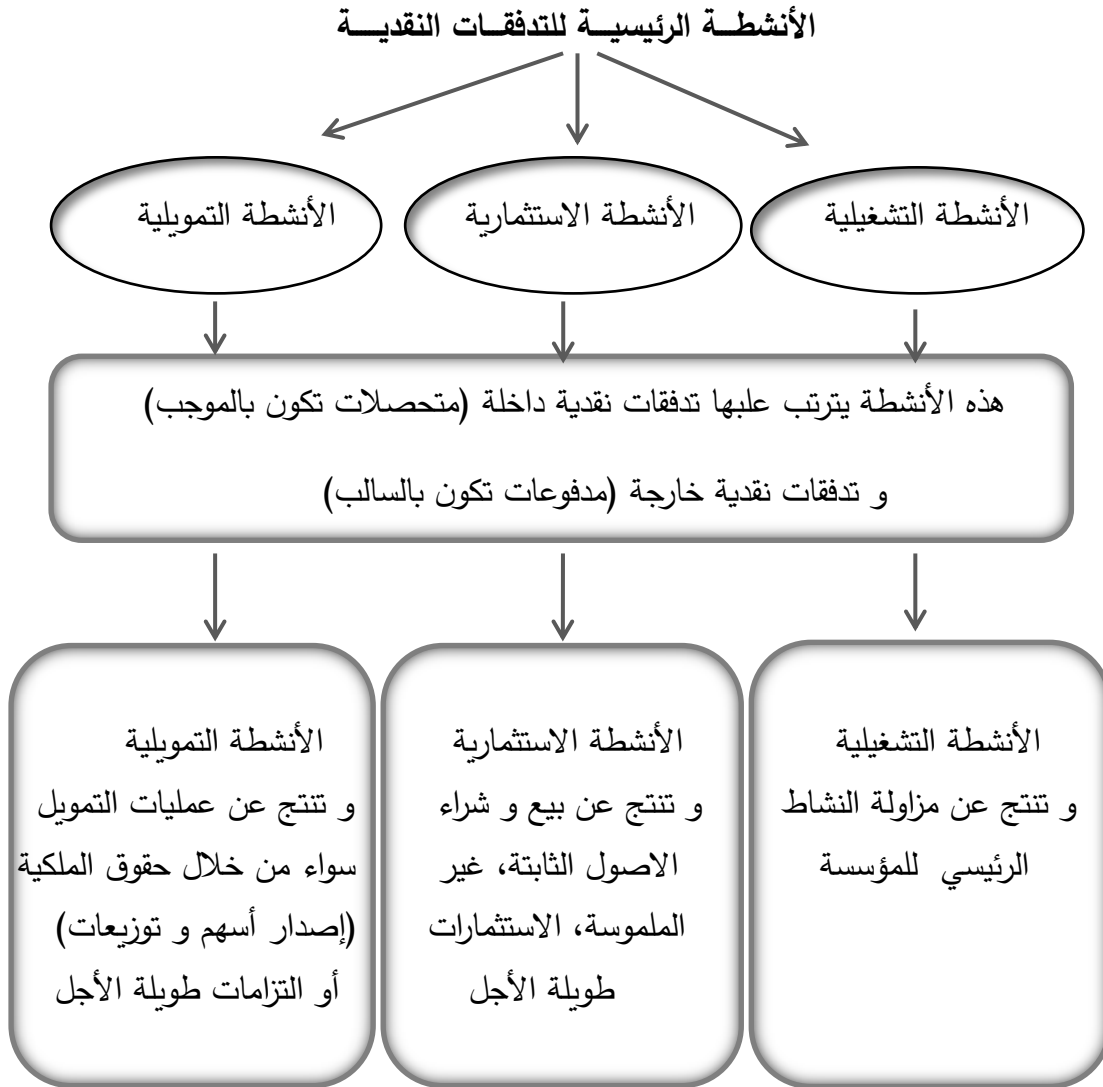 الأنشطــة الرئيسيــة للتدفقــات النقديـــة
الأنشطة التشغيلية
الأنشطة الاستثمارية
الأنشطة التمويلية
هذه الأنشطة يترتب علبها تدفقات نقدية داخلة (متحصلات تكون بالموجب)
و تدفقات نقدية خارجة (مدفوعات تكون بالسالب)
الأنشطة التشغيلية
و تنتج عن مزاولة النشاط
الرئيسي للمؤسسة
الأنشطة الاستثمارية
و تنتج عن بيع و شراء
الاصول الثابتة، غير
الملموسة، الاستثمارات
طويلة الأجل
الأنشطة التمويلية
و تنتج عن عمليات التمويل
سواء من خلال حقوق الملكية
(إصدار أسهم و توزيعات)
أو التزامات طويلة الأجل